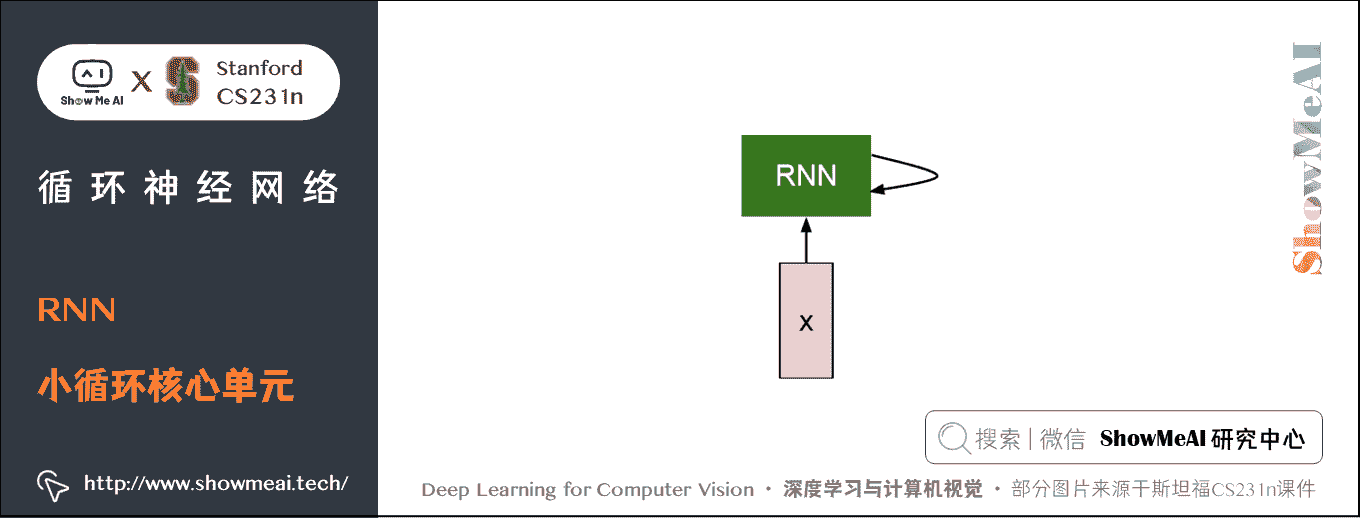 Show Me AI
X
Stanford
CS231n
循环神经网络
RNN
小循环核心单元
http://www.showmeai.tech/
RNN
x
ShowMeAI
搜索 | 微信 ShowMeAI 研究中心
Deep Learning for Computer Vision · 深度学习与计算机视觉 · 部分图片来源于斯坦福CS231n课件